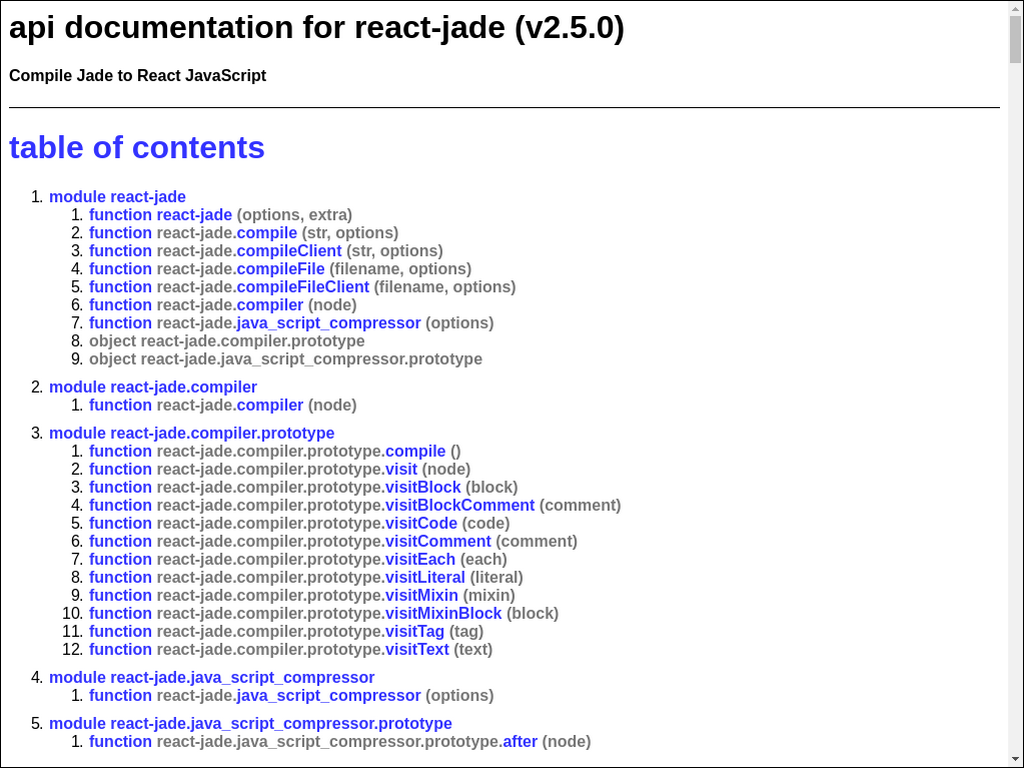 api documentation for react-jade (v2.5.0)
Compile Jade to React JavaScript
table of contents
1. module react-jade
1. function react-jade (options, extra)
2. function react-jade.compile (str, options)
3. function react-jade.compileClient (str, options)
4. function react-jade.compileFile (filename, options)
5. function react-jade.compileFileClient (filename, options)
6. function react-jade.compiler (node)
7. function react-jade.java_script_compressor (options)
8. object react-jade.compiler.prototype
9. object react-jade.java_script_compressor.prototype
2. module react-jade.compiler
1. function react-jade.compiler (node)
3. module react-jade.compiler.prototype
1. function react-jade.compiler.prototype.compile ()
2. function react-jade.compiler.prototype.visit (node)
3. function react-jade.compiler.prototype.visitBlock (block)
4. function react-jade.compiler.prototype.visitBlockComment (comment)
5. function react-jade.compiler.prototype.visitCode (code)
6. function react-jade.compiler.prototype.visitComment (comment)
7. function react-jade.compiler.prototype.visitEach (each)
8. function react-jade.compiler.prototype.visitLiteral (literal)
9. function react-jade.compiler.prototype.visitMixin (mixin)
10. function react-jade.compiler.prototype.visitMixinBlock (block)
11. function react-jade.compiler.prototype.visitTag (tag)
12. function react-jade.compiler.prototype.visitText (text)
4. module react-jade.java_script_compressor
1. function react-jade.java_script_compressor (options)
5. module react-jade.java_script_compressor.prototype
1. function react-jade.java_script_compressor.prototype.after (node)